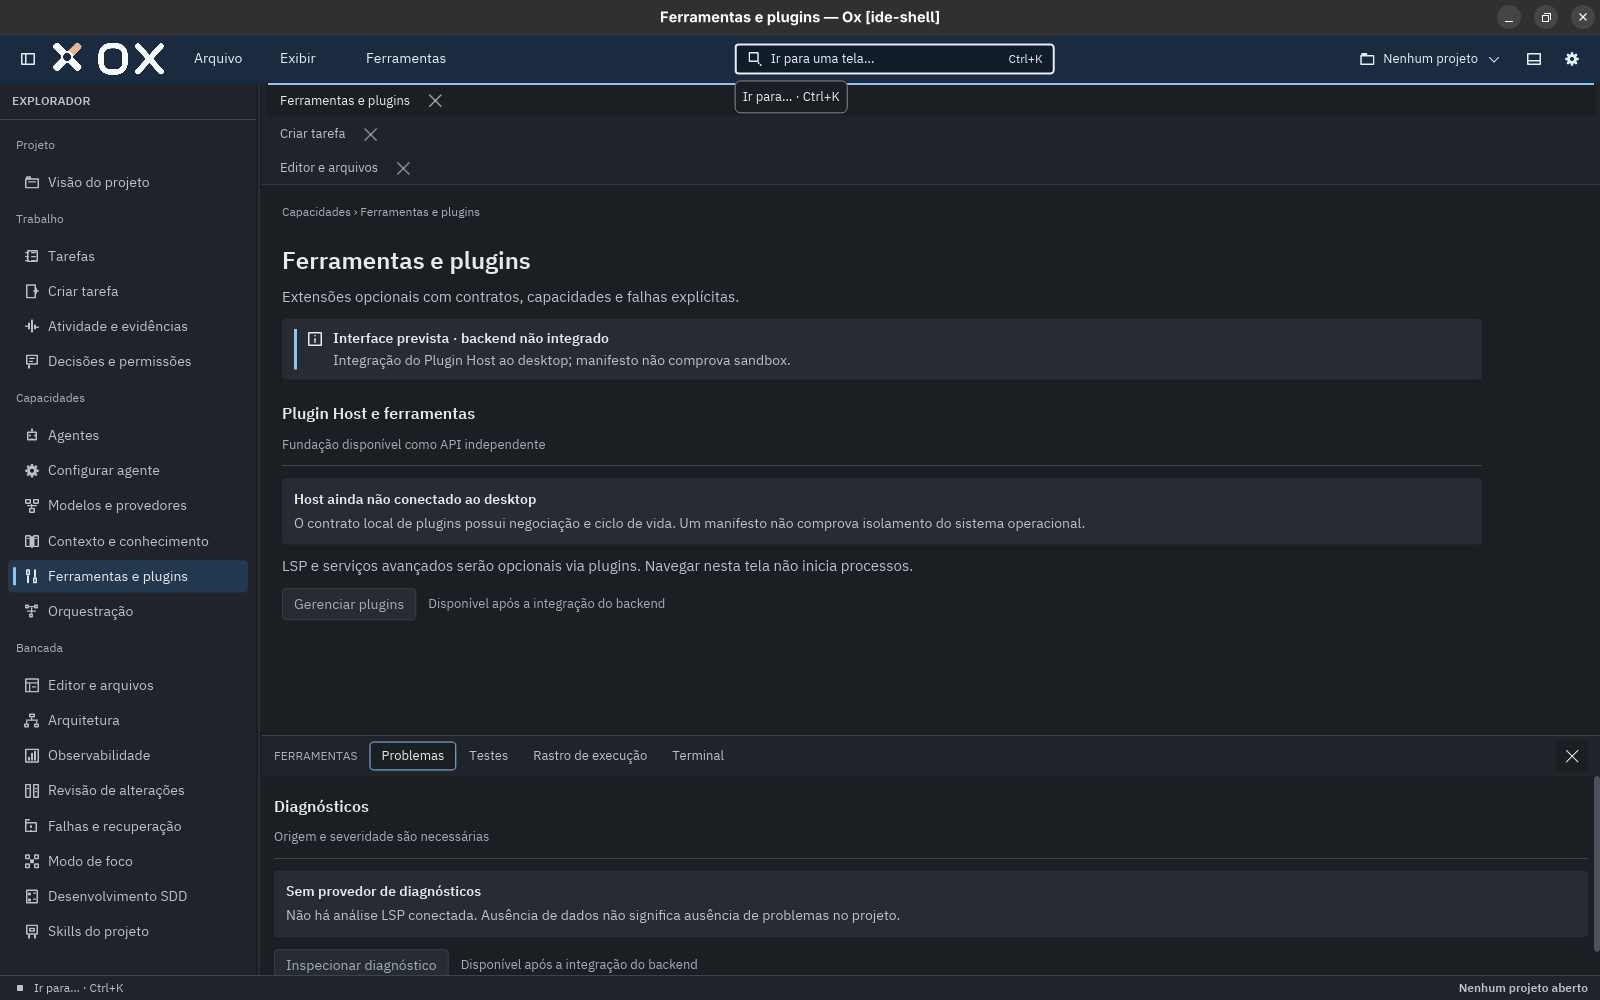 Ferramentas e plugins — Ox [ide-shell]
OX
Arquivo
Exibir
Ferramentas
Ir para uma tela...
Ctrl+K
Nenhum projeto
Ir para... · Ctrl+K
EXPLORADOR
Projeto
Visão do projeto
Trabalho
Tarefas
Criar tarefa
Atividade e evidências
Decisões e permissões
Capacidades
Agentes
Configurar agente
Modelos e provedores
Contexto e conhecimento
Ferramentas e plugins
Orquestração
Bancada
Editor e arquivos
Arquitetura
Observabilidade
Revisão de alterações
Falhas e recuperação
Modo de foco
Desenvolvimento SDD
Skills do projeto
Ferramentas e plugins
Criar tarefa
Editor e arquivos
Capacidades › Ferramentas e plugins
Ferramentas e plugins
Extensões opcionais com contratos, capacidades e falhas explícitas.
Interface prevista · backend não integrado
Integração do Plugin Host ao desktop; manifesto não comprova sandbox.
Plugin Host e ferramentas
Fundação disponível como API independente
Host ainda não conectado ao desktop
O contrato local de plugins possui negociação e ciclo de vida. Um manifesto não comprova isolamento do sistema operacional.
LSP e serviços avançados serão opcionais via plugins. Navegar nesta tela não inicia processos.
Gerenciar plugins
Disponível após a integração do backend
FERRAMENTAS
Problemas
Testes
Rastro de execução
Terminal
Diagnósticos
Origem e severidade são necessárias
Sem provedor de diagnósticos
Não há análise LSP conectada. Ausência de dados não significa ausência de problemas no projeto.
Inspecionar diagnóstico
Disponível após a integração do backend
Ir para... · Ctrl+K
Nenhum projeto aberto